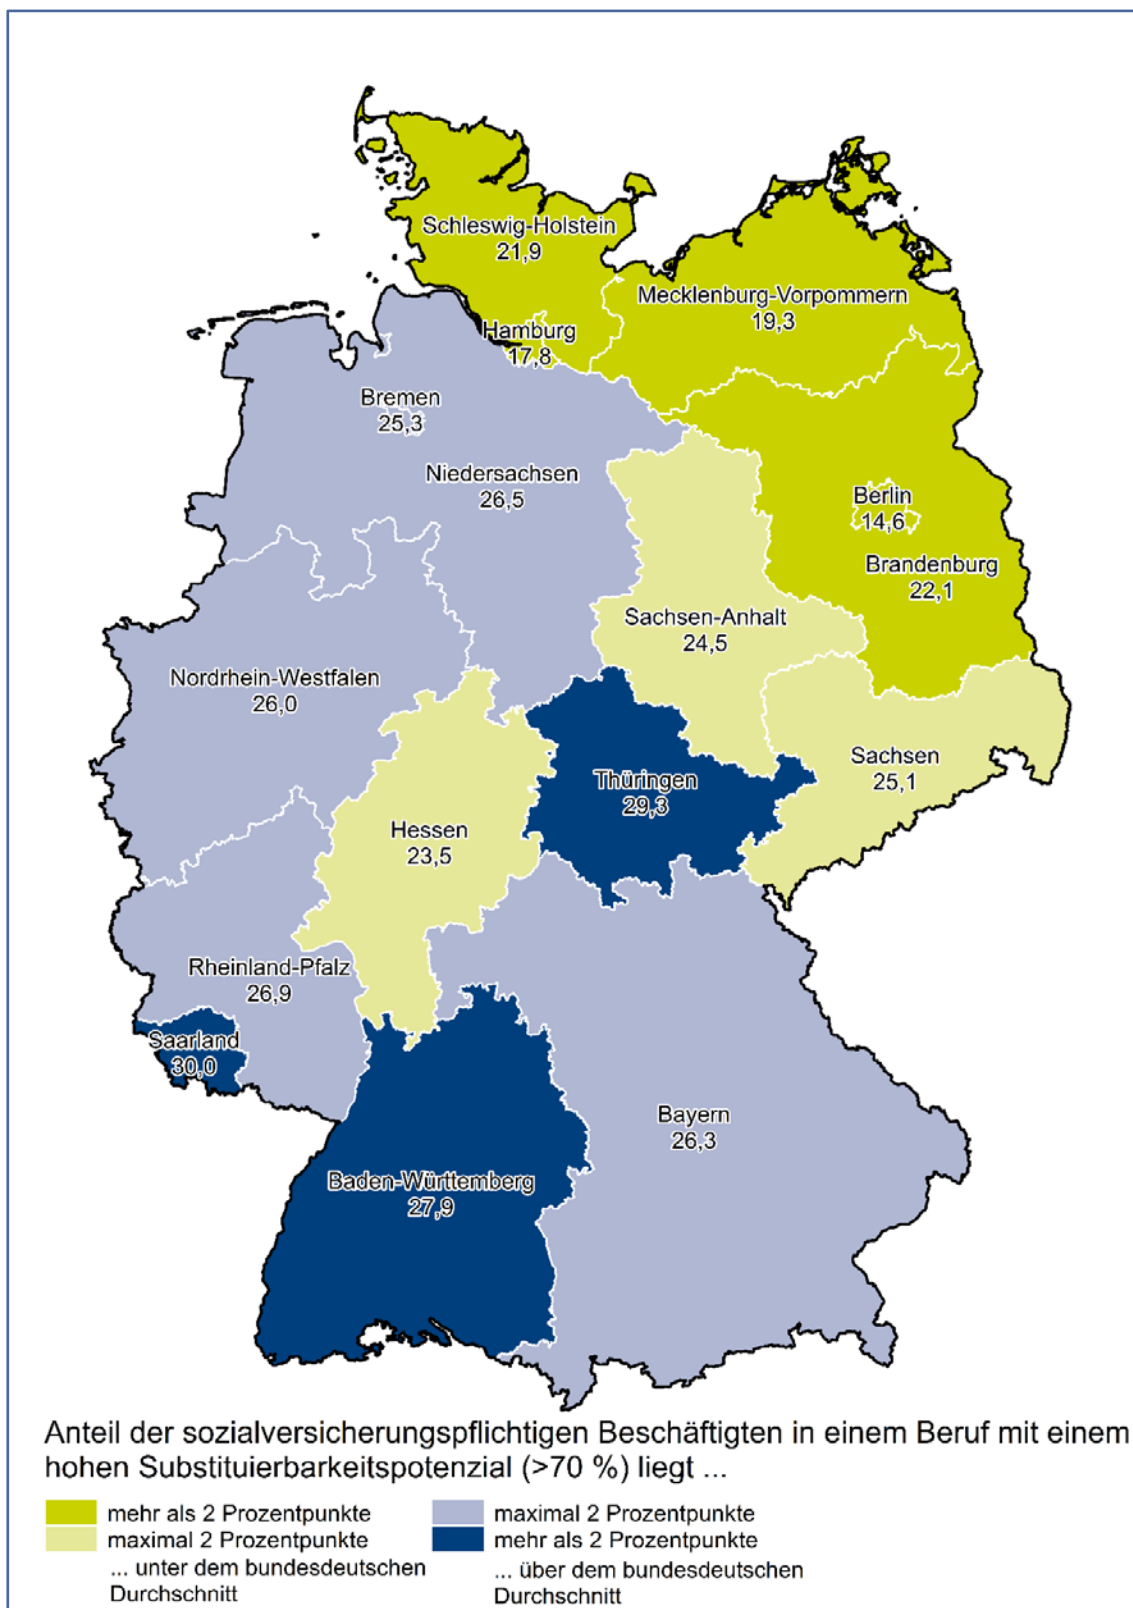 Schleswig-Holstein
21,9
Mecklenburg-Vorpommern
19,3
Hamburg
17,8
Bremen
25,3
Niedersachsen
26,5
Berlin
14,6
Brandenburg
22,1
Sachsen-Anhalt
24,5
Nordrhein-Westfalen
26,0
Sachsen
25,1
Thüringen
29,3
Hessen
23,5
Rheinland-Pfalz
26,9
Saarland
30,0
Bayern
26,3
Baden-Württemberg
27,9
Anteil der sozialversicherungspflichtigen Beschäftigten in einem Beruf mit einem
hohen Substituierbarkeitspotenzial (>70 %) liegt ...
mehr als 2 Prozentpunkte
maximal 2 Prozentpunkte
... unter dem bundesdeutschen
Durchschnitt
maximal 2 Prozentpunkte
mehr als 2 Prozentpunkte
... über dem bundesdeutschen
Durchschnitt